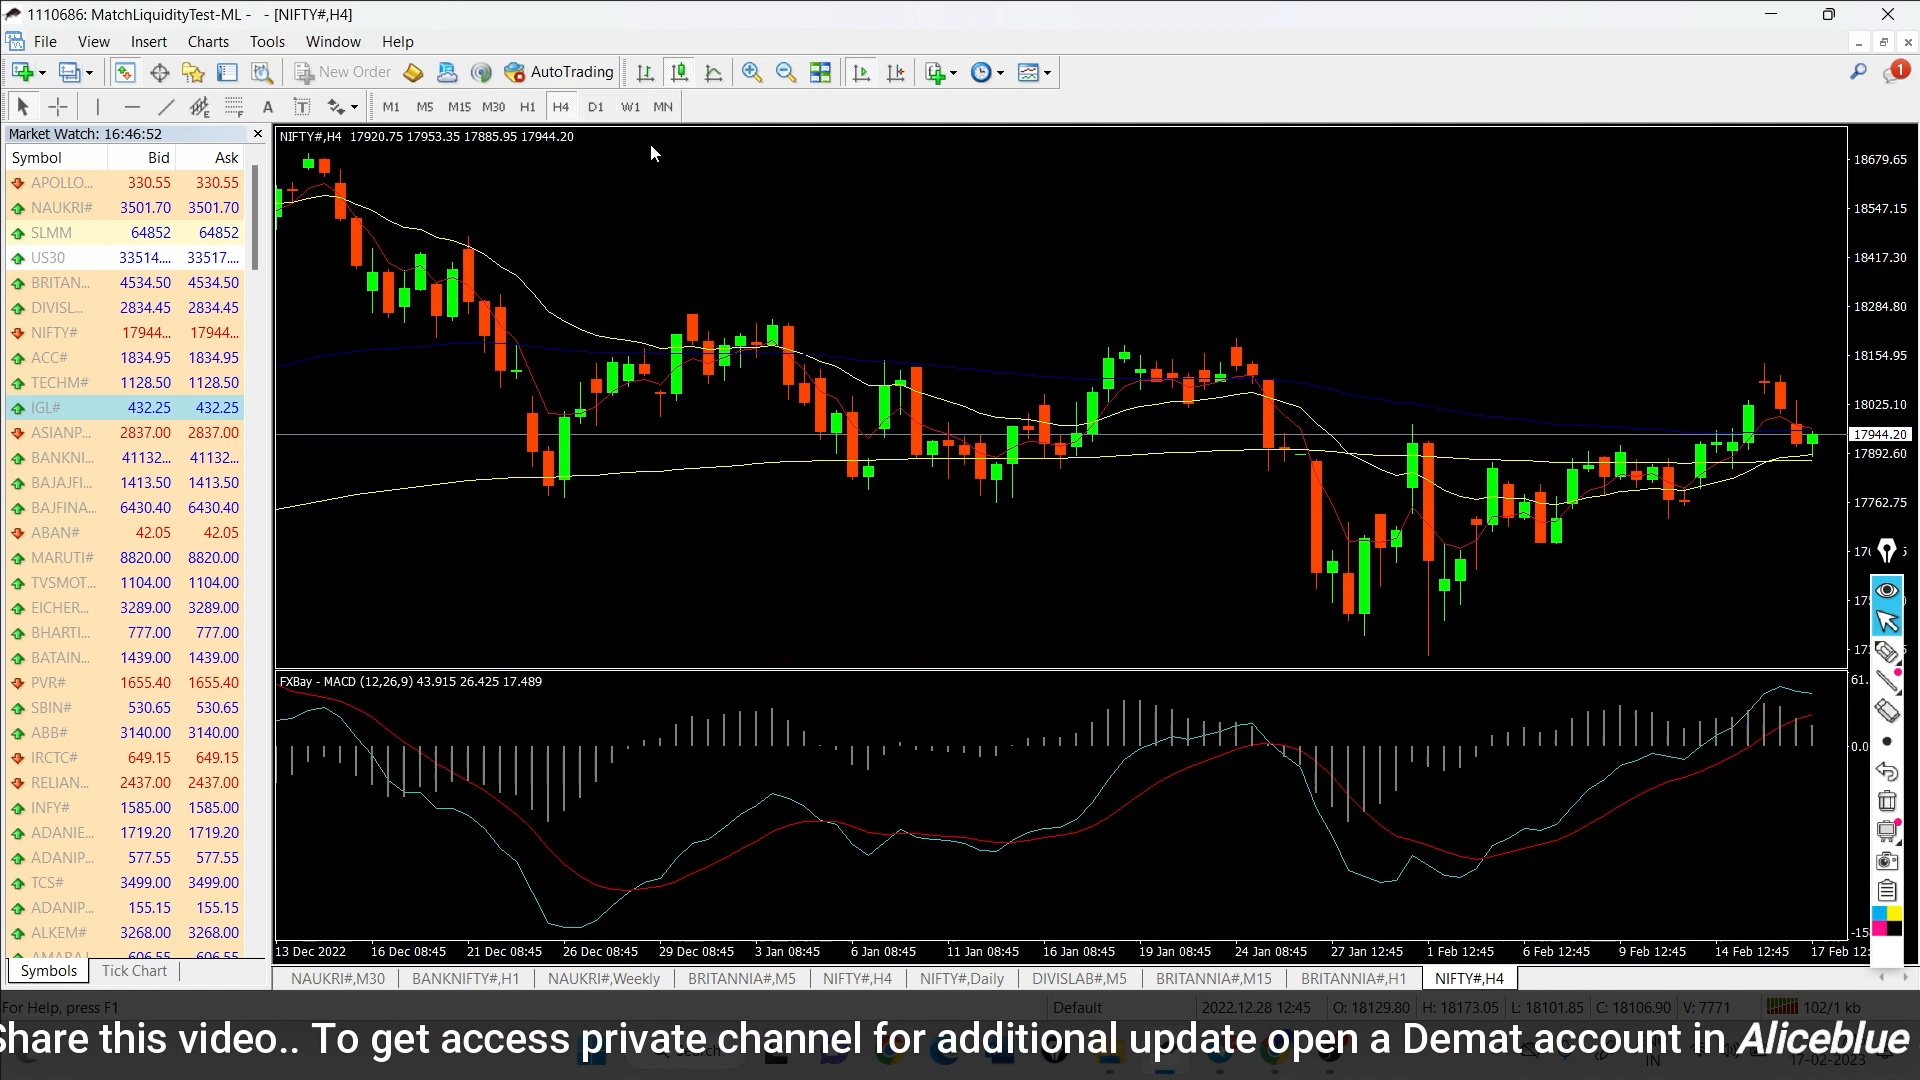 1110686: MatchLiquidityTest-ML - - [NIFTY#,H4]
File View Insert Charts Tools Window Help
New Order AutoTrading 1
A T M1 M5 M15 M30 H1 H4 D1 W1 MN
Market Watch: 16:46:52
Symbol Bid Ask
APOLLO... 330.55 330.55
NAUKRI# 3501.70 3501.70
SLMM 64852 64852
US30 33514.... 33517....
BRITAN... 4534.50 4534.50
DIVISL... 2834.45 2834.45
NIFTY# 17944... 17944...
ACC# 1834.95 1834.95
TECHM# 1128.50 1128.50
IGL# 432.25 432.25
ASIANP... 2837.00 2837.00
BANKNI... 41132... 41132...
BAJAJFI... 1413.50 1413.50
BAJFINA... 6430.40 6430.40
ABAN# 42.05 42.05
MARUTI# 8820.00 8820.00
TVSMOT... 1104.00 1104.00
EICHER... 3289.00 3289.00
BHARTI... 777.00 777.00
BATAIN... 1439.00 1439.00
PVR# 1655.40 1655.40
SBIN# 530.65 530.65
ABB# 3140.00 3140.00
IRCTC# 649.15 649.15
RELIAN... 2437.00 2437.00
INFY# 1585.00 1585.00
ADANIE... 1719.20 1719.20
ADANIP... 577.55 577.55
TCS# 3499.00 3499.00
ADANIP... 155.15 155.15
ALKEM# 3268.00 3268.00
Symbols Tick Chart
NIFTY#,H4 17920.75 17953.35 17885.95 17944.20
18679.65
18547.15
18417.30
18284.80
18154.95
18025.10
17944.20
17892.60
17762.75
FXBay - MACD (12,26,9) 43.915 26.425 17.489
61.
0.0
-15
13 Dec 2022 16 Dec 08:45 21 Dec 08:45 26 Dec 08:45 29 Dec 08:45 3 Jan 08:45 6 Jan 08:45 11 Jan 08:45 16 Jan 08:45 19 Jan 08:45 24 Jan 08:45 27 Jan 12:45 1 Feb 12:45 6 Feb 12:45 9 Feb 12:45 14 Feb 12:45 17 Feb 12:
NAUKRI#,M30 BANKNIFTY#,H1 NAUKRI#,Weekly BRITANNIA#,M5 NIFTY#,H4 NIFTY#,Daily DIVISLAB#,M5 BRITANNIA#,M15 BRITANNIA#,H1 NIFTY#,H4
For Help, press F1 Default 2022.12.28 12:45 O: 18129.80 H: 18173.05 L: 18101.85 C: 18106.90 V: 7771 102/1 kb
Share this video.. To get access private channel for additional update open a Demat account in Aliceblue
17-02-2023